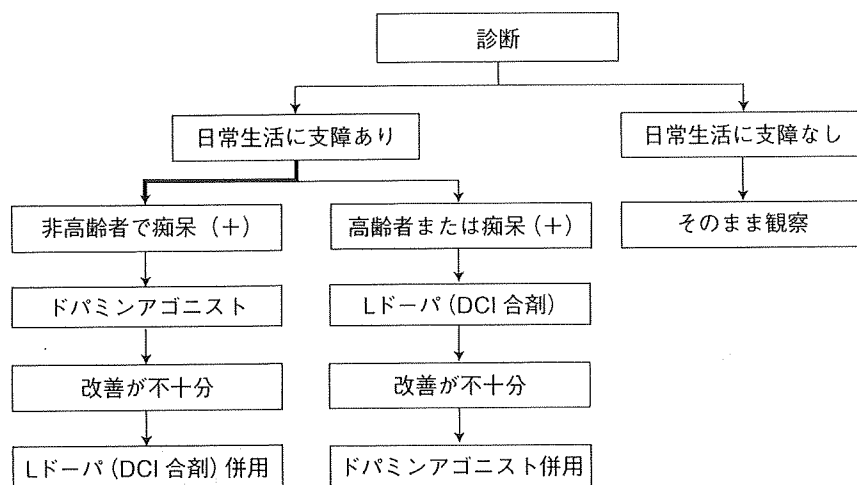 診断
日常生活に支障あり
日常生活に支障なし
非高齢者で痴呆（＋）
高齢者または痴呆（＋）
そのまま観察
ドパミンアゴニスト
Lドーパ（DCI 合剤）
改善が不十分
改善が不十分
Lドーパ（DCI 合剤）併用
ドパミンアゴニスト併用